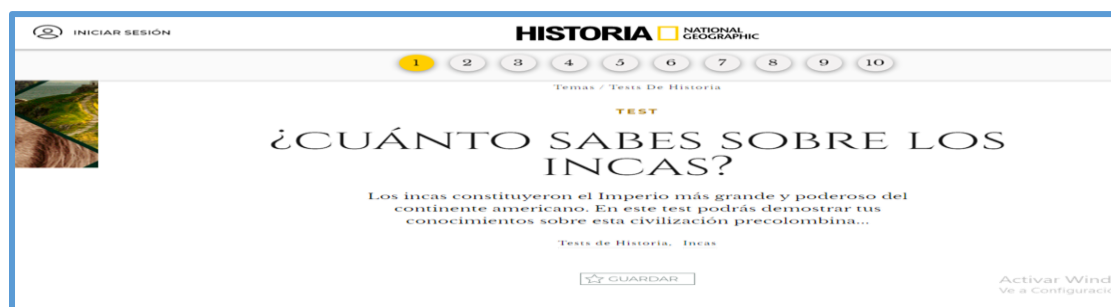 INICIAR SESIÓN
HISTORIA NATIONAL GEOGRAPHIC
1 2 3 4 5 6 7 8 9 10
Temas / Tests De Historia
TEST
¿CUÁNTO SABES SOBRE LOS
INCAS?
Los incas constituyeron el Imperio más grande y poderoso del
continente americano. En este test podrás demostrar tus
conocimientos sobre esta civilización precolombina...
Tests de Historia, Incas
GUARDAR
Activar Wind
Ve a Configuració